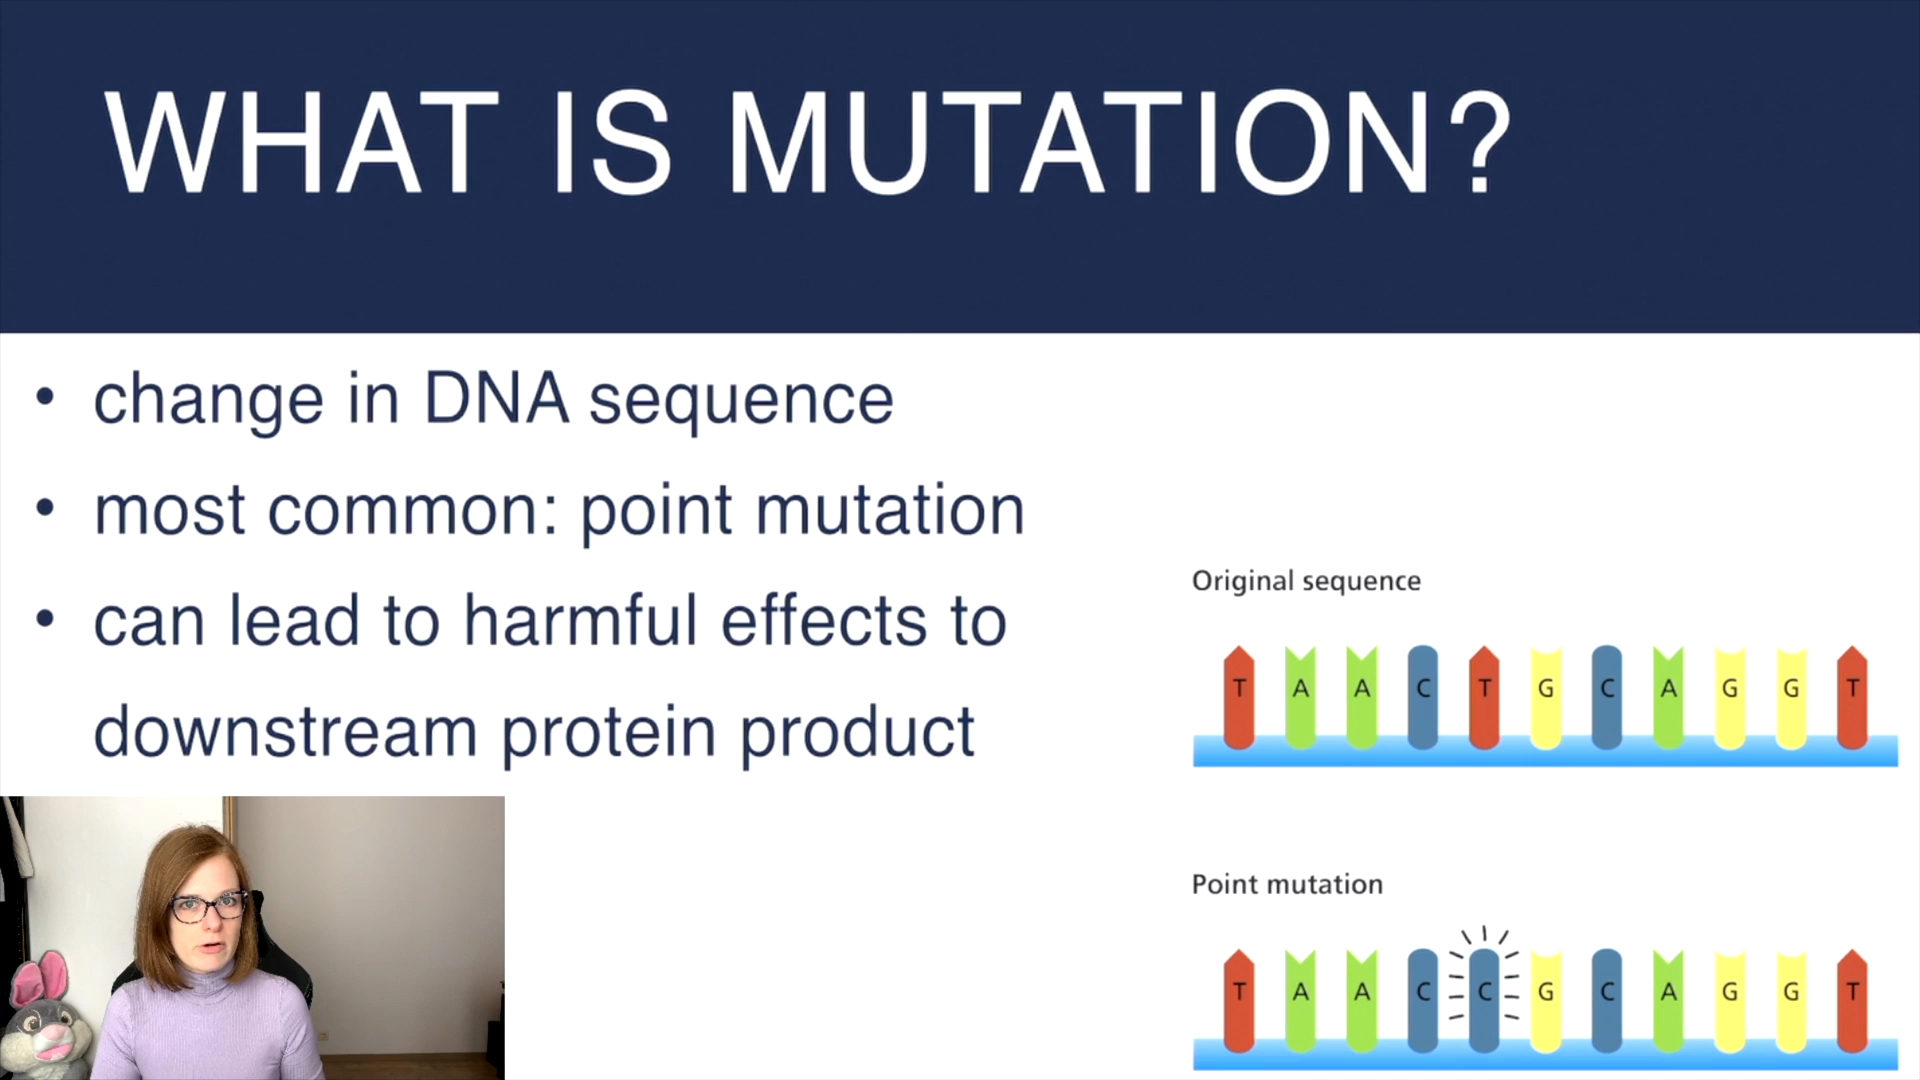 WHAT IS MUTATION?
• change in DNA sequence
• most common: point mutation
• can lead to harmful effects to
downstream protein product
Original sequence
T A A C T G C A G G T
Point mutation
T A A C C G C A G G T